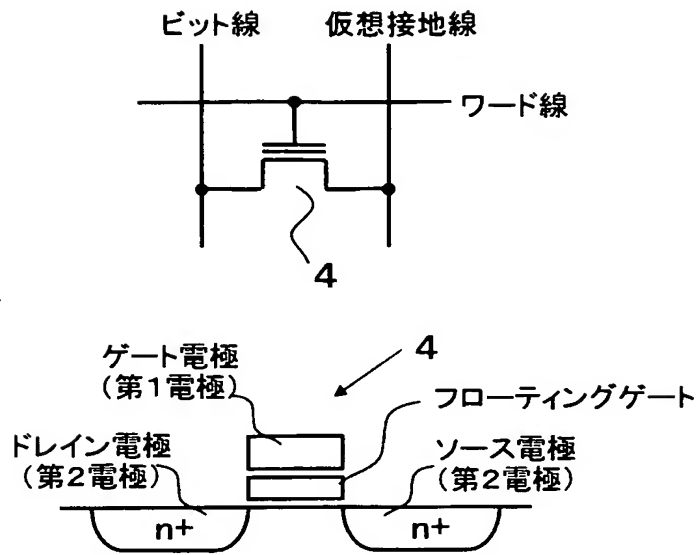 ビット線
仮想接地線
ワード線
4
ゲート電極
(第1電極)
4
フローティングゲート
ドレイン電極
(第2電極)
ソース電極
(第2電極)
n+
n+